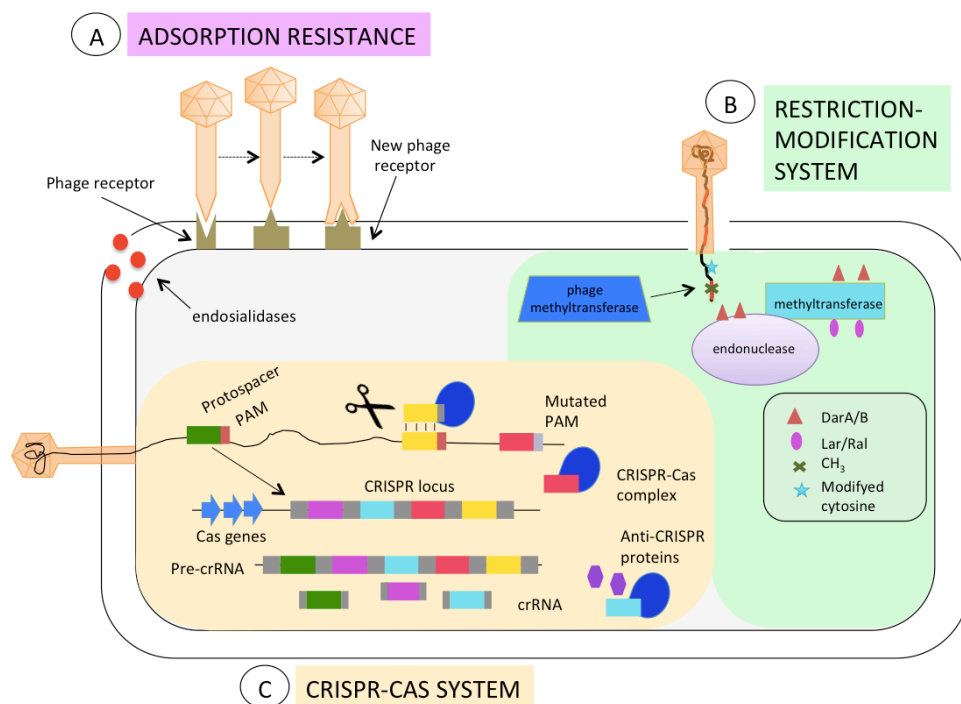 A
ADSORPTION RESISTANCE
B
RESTRICTION-
MODIFICATION
SYSTEM
New phage
receptor
Phage receptor
endosialidases
phage
methyltransferase
methyltransferase
endonuclease
DarA/B
Lar/Ral
CH3
Modifyed
cytosine
Protospacer
PAM
Mutated
PAM
CRISPR-Cas
complex
CRISPR locus
Cas genes
Anti-CRISPR
proteins
Pre-crRNA
crRNA
C
CRISPR-CAS SYSTEM